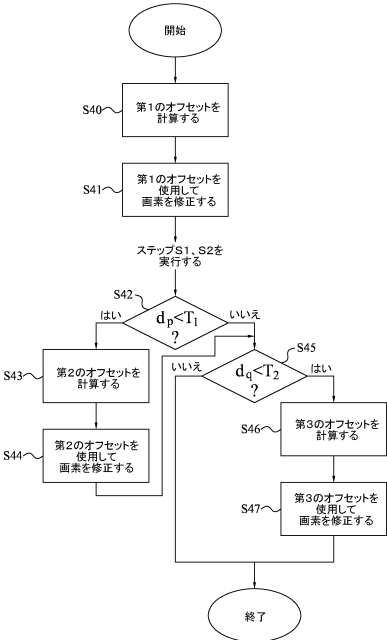 開始
S40
第1のオフセットを
計算する
S41
第1のオフセットを
使用して
画素を修正する
ステップS1、S2を
実行する
S42
はい
dp<T1
?
いいえ
S43
第2のオフセットを
計算する
S44
第2のオフセットを
使用して
画素を修正する
いいえ
dq<T2
?
S45
はい
S46
第3のオフセットを
計算する
S47
第3のオフセットを
使用して
画素を修正する
終了